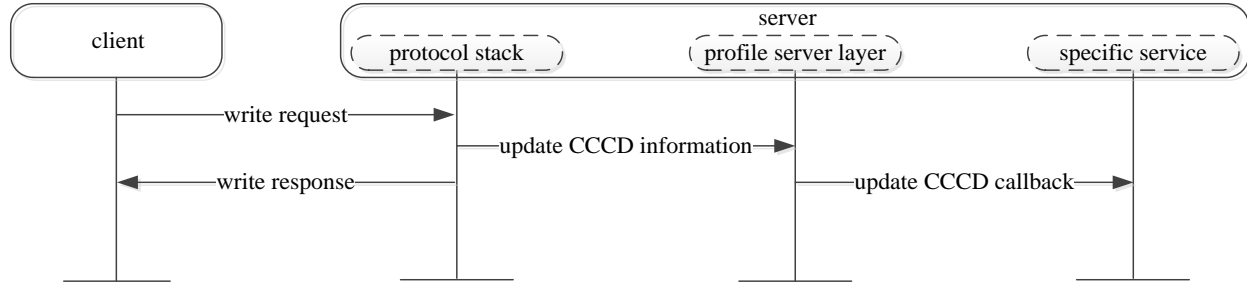 server
client
protocol stack
profile server layer
specific service
write request
update CCCD information
write response
update CCCD callback